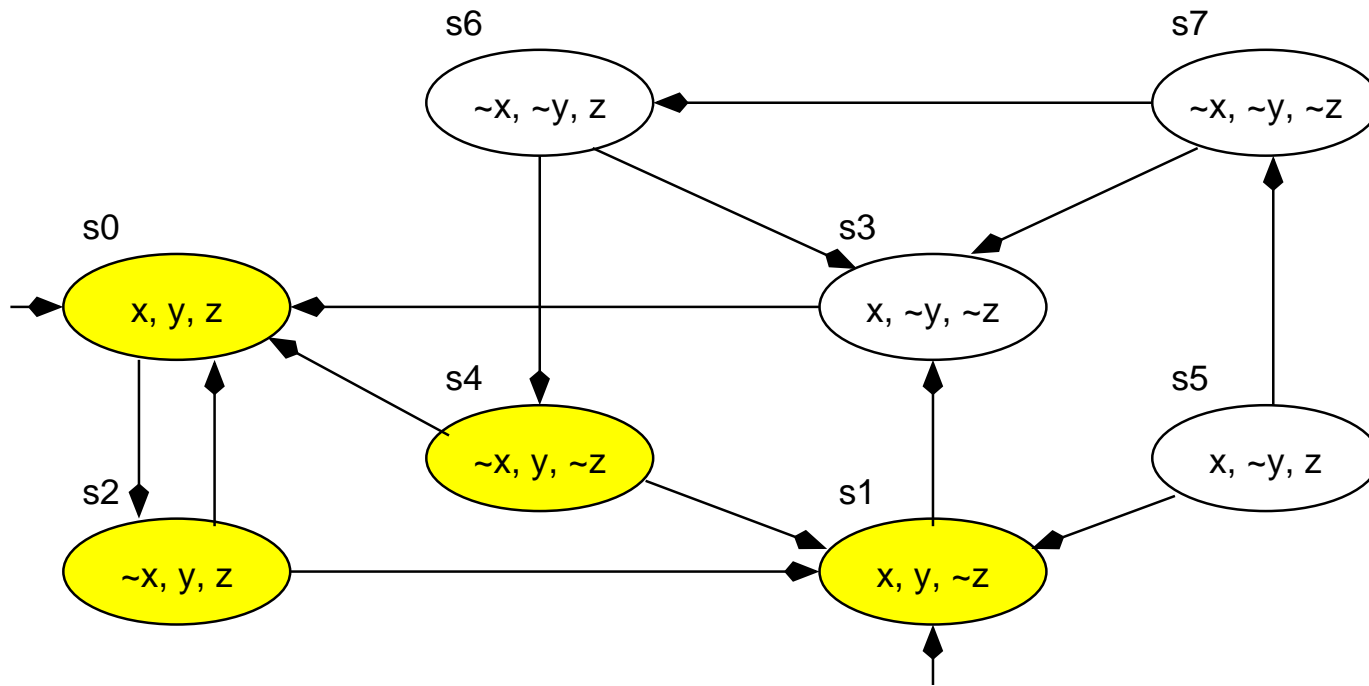 s6 s7
~x, ~y, z ~x, ~y, ~z
s0 s3
x, y, z x, ~y, ~z
s4 s5
~x, y, ~z x, ~y, z
s2 s1
~x, y, z x, y, ~z